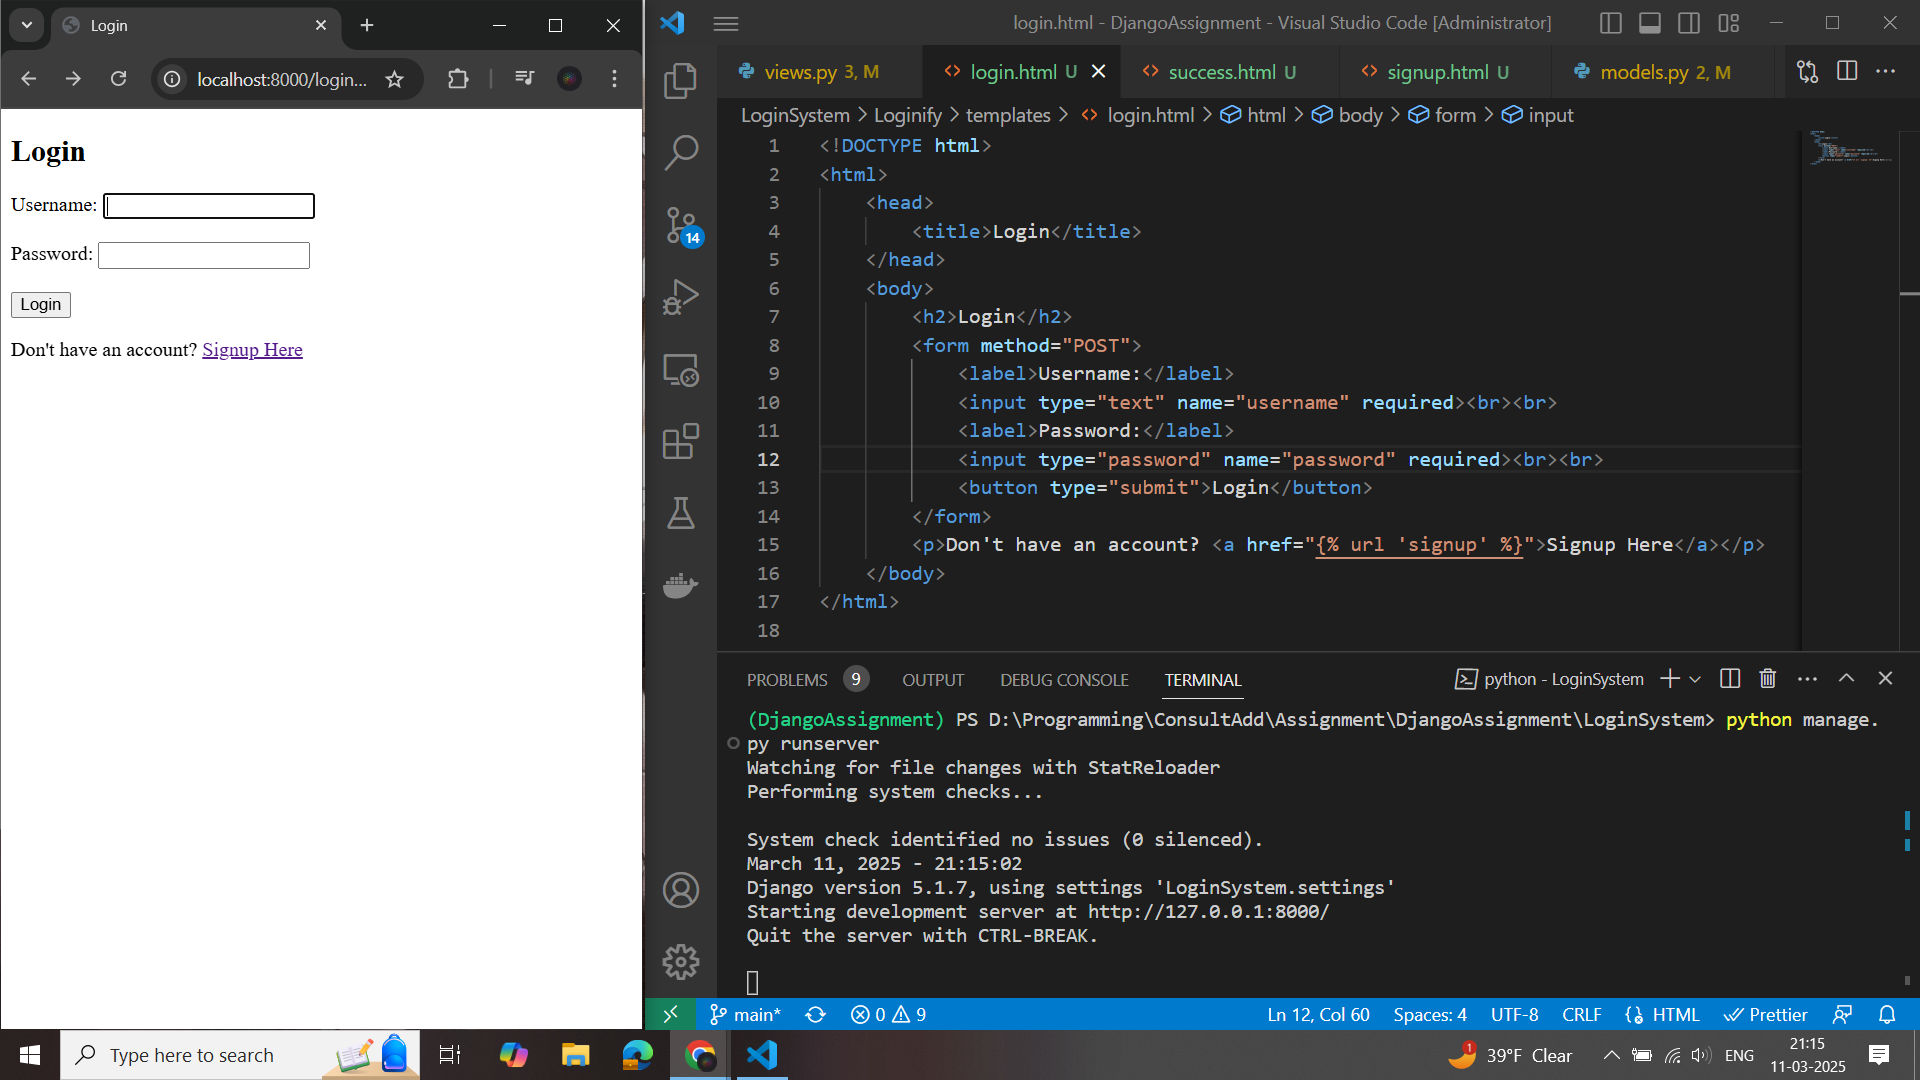 Login
localhost:8000/login...
Login
Username:
Password:
Login
Don't have an account? Signup Here
login.html - DjangoAssignment - Visual Studio Code [Administrator]
views.py 3, M
login.html U
success.html U
signup.html U
models.py 2, M
LoginSystem > Loginify > templates > login.html > html > body > form > input
1 <!DOCTYPE html>
2 <html>
3 <head>
4 <title>Login</title>
5 </head>
6 <body>
7 <h2>Login</h2>
8 <form method="POST">
9 <label>Username:</label>
10 <input type="text" name="username" required><br><br>
11 <label>Password:</label>
12 <input type="password" name="password" required><br><br>
13 <button type="submit">Login</button>
14 </form>
15 <p>Don't have an account? <a href="{% url 'signup' %}">Signup Here</a></p>
16 </body>
17 </html>
18
14
PROBLEMS 9 OUTPUT DEBUG CONSOLE TERMINAL
python - LoginSystem
(DjangoAssignment) PS D:\Programming\ConsultAdd\Assignment\DjangoAssignment\LoginSystem> python manage.
py runserver
Watching for file changes with StatReloader
Performing system checks...
System check identified no issues (0 silenced).
March 11, 2025 - 21:15:02
Django version 5.1.7, using settings 'LoginSystem.settings'
Starting development server at http://127.0.0.1:8000/
Quit the server with CTRL-BREAK.
main* 0 9 Ln 12, Col 60 Spaces: 4 UTF-8 CRLF HTML Prettier
Type here to search
1
39°F Clear
ENG
21:15
11-03-2025